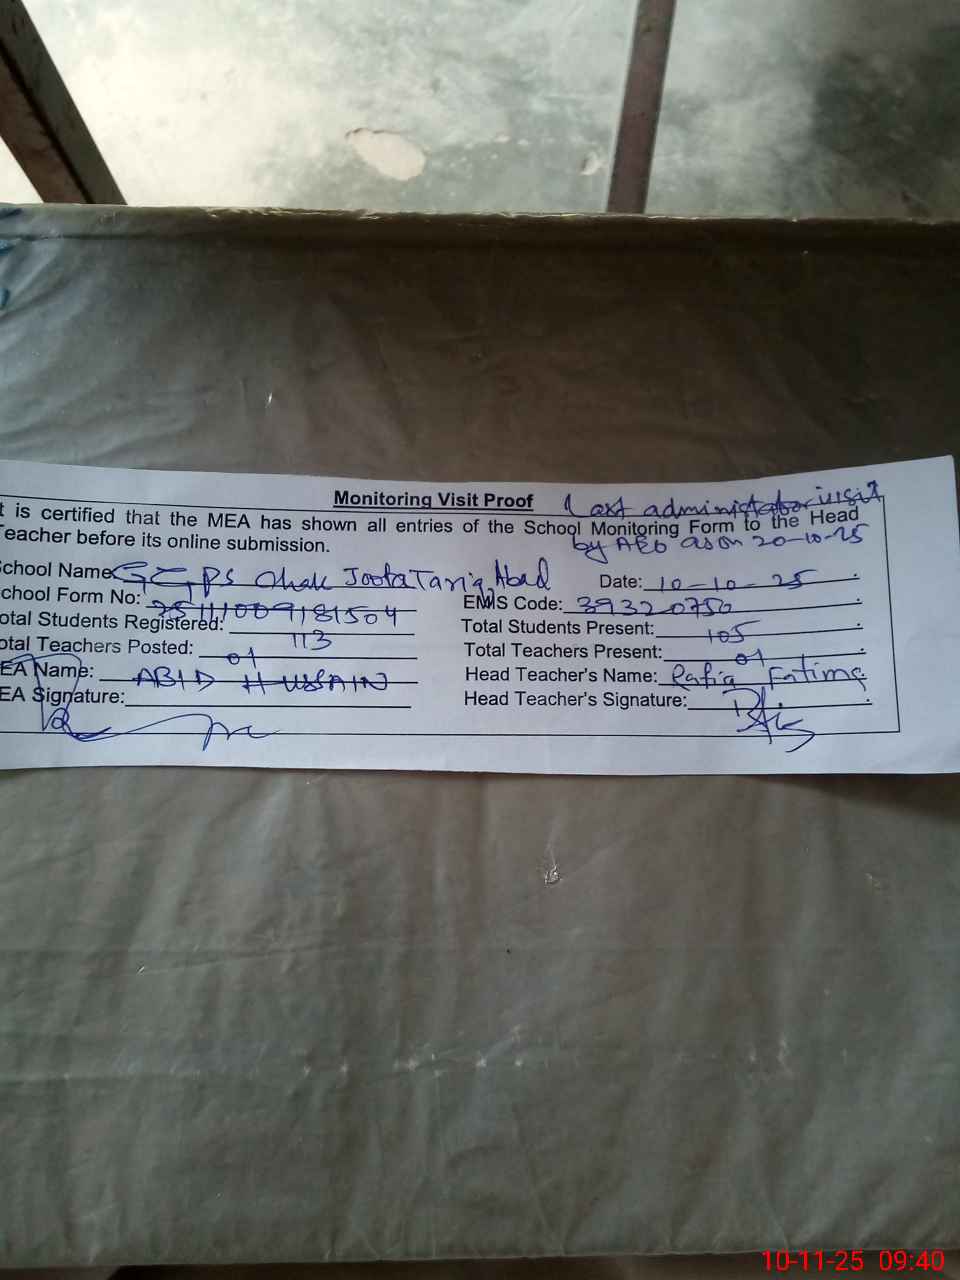 Monitoring Visit Proof
Last administrator visit
t is certified that the MEA has shown all entries of the School Monitoring Form to the Head
by AEO as on 20-10-25
eacher before its online submission.
chool Name GGPS Chak Joota Tariq Abad Date: 10-10-25
chool Form No: EMIS Code: 39320750
otal Students Registered: 113 Total Students Present: 105
otal Teachers Posted: 01 Total Teachers Present: 01
EA Name: ABID HUSSAIN Head Teacher's Name: Rafia Fatima
EA Signature: Head Teacher's Signature:
10-11-25 09:40